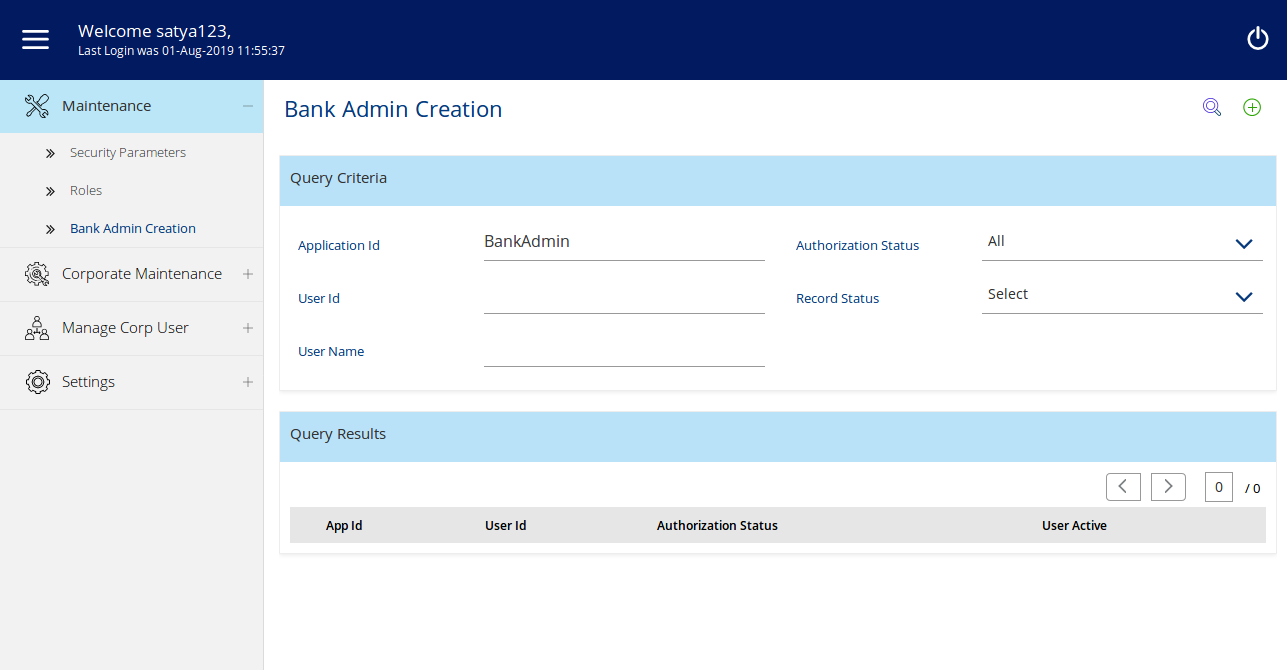 Welcome satya123,
Last Login was 01-Aug-2019 11:55:37
Maintenance
Security Parameters
Roles
Bank Admin Creation
Corporate Maintenance
Manage Corp User
Settings
Bank Admin Creation
Query Criteria
Application Id BankAdmin Authorization Status All
User Id Record Status Select
User Name
Query Results
0 / 0
App Id User Id Authorization Status User Active